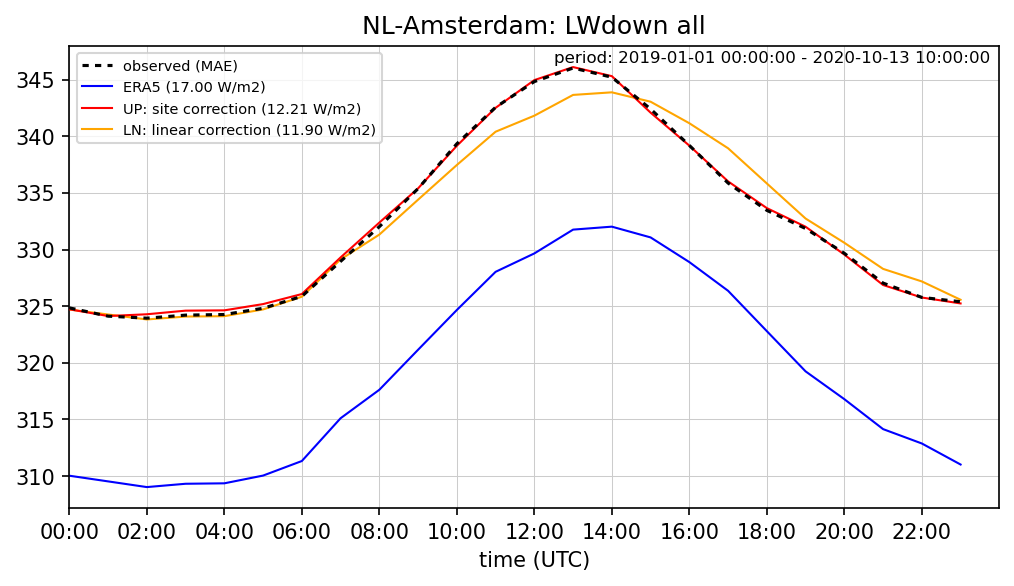 NL-Amsterdam: LWdown all
period: 2019-01-01 00:00:00 - 2020-10-13 10:00:00
observed (MAE)
ERA5 (17.00 W/m2)
UP: site correction (12.21 W/m2)
LN: linear correction (11.90 W/m2)
345
340
335
330
325
320
315
310
00:00 02:00 04:00 06:00 08:00 10:00 12:00 14:00 16:00 18:00 20:00 22:00
time (UTC)